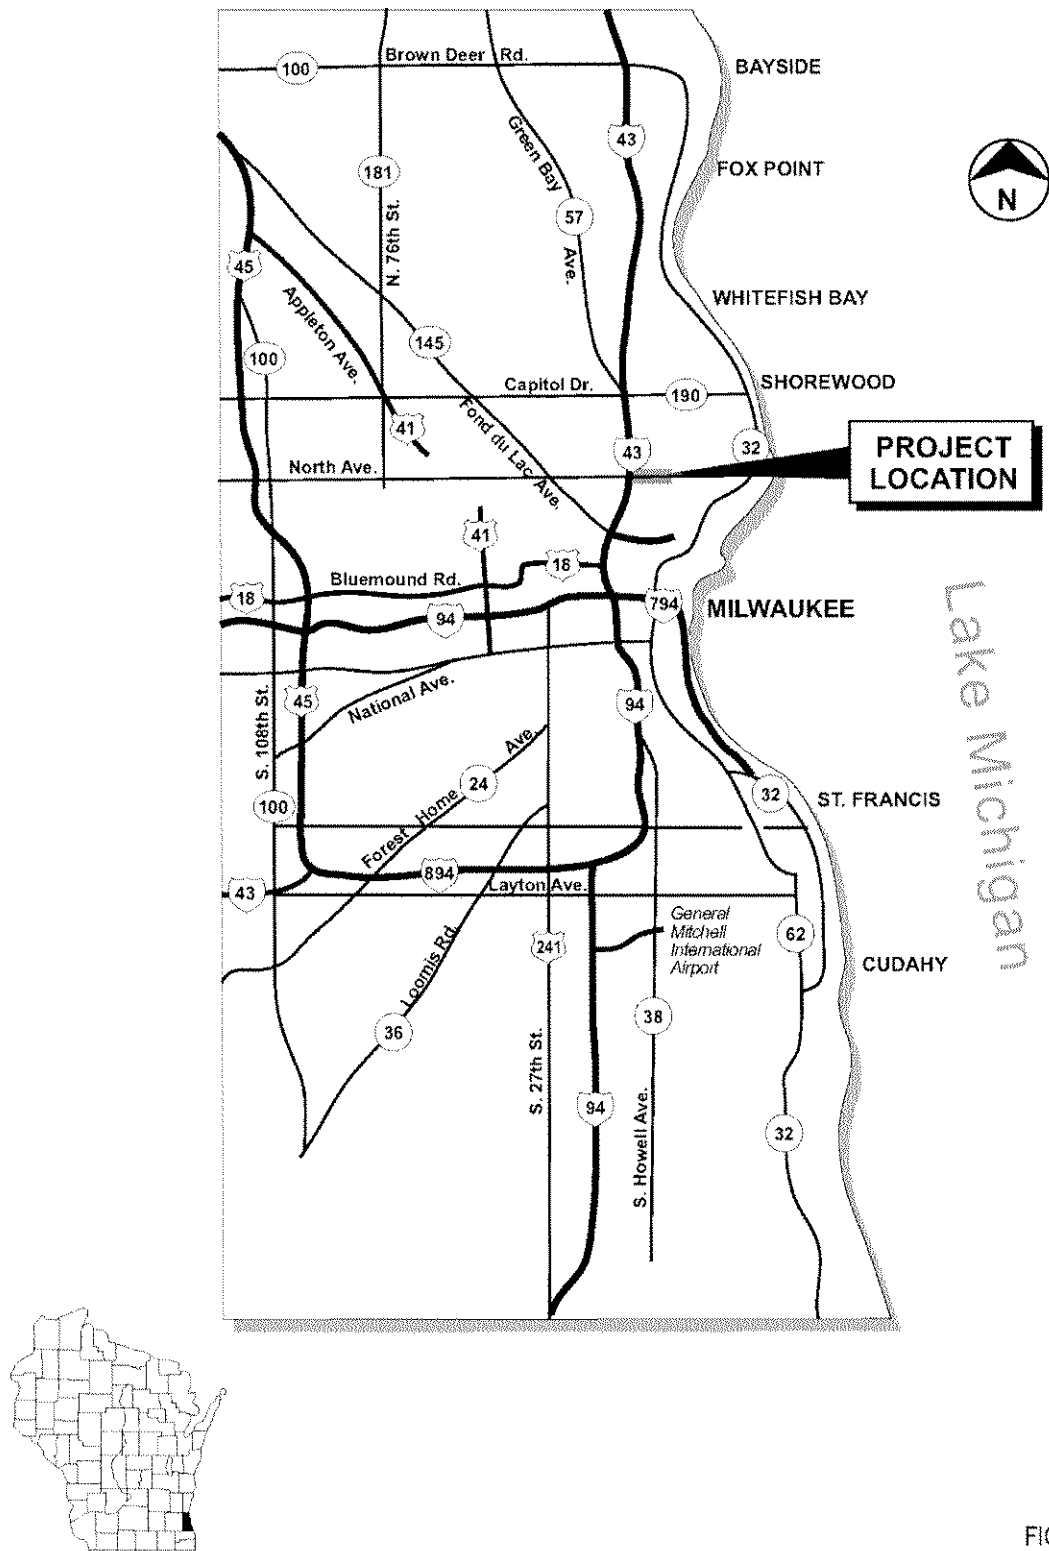 Brown Deer Rd.
100
BAYSIDE
43
Green Bay
Ave.
FOX POINT
181
N
57
N. 76th St.
45
WHITEFISH BAY
Appleton Ave.
145
100
SHOREWOOD
Capitol Dr.
190
Fond du Lac Ave.
41
32
43
PROJECT
LOCATION
North Ave.
41
18
Bluemound Rd.
18
794
MILWAUKEE
94
Lake Michigan
National Ave.
45
94
S. 108th St.
Forest Home Ave.
24
32
ST. FRANCIS
100
894
43
Layton Ave.
General
Mitchell
International
Airport
62
241
CUDAHY
Loomis Rd.
36
38
S. 27th St.
94
S. Howell Ave.
32